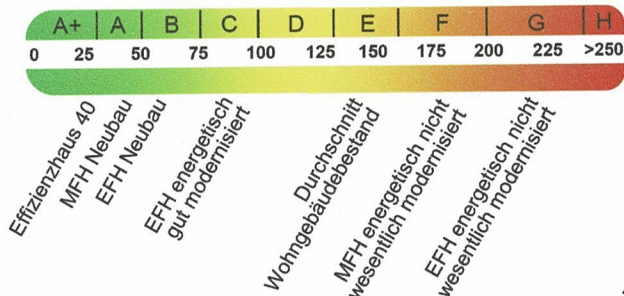 A+ A B C D E F G H
0 25 50 75 100 125 150 175 200 225 >250
Effizienzhaus 40
MFH Neubau
EFH Neubau
EFH energetisch
gut modernisiert
Durchschnitt
Wohngebäudebestand
MFH energetisch nicht
wesentlich modernisiert
EFH energetisch nicht
wesentlich modernisiert